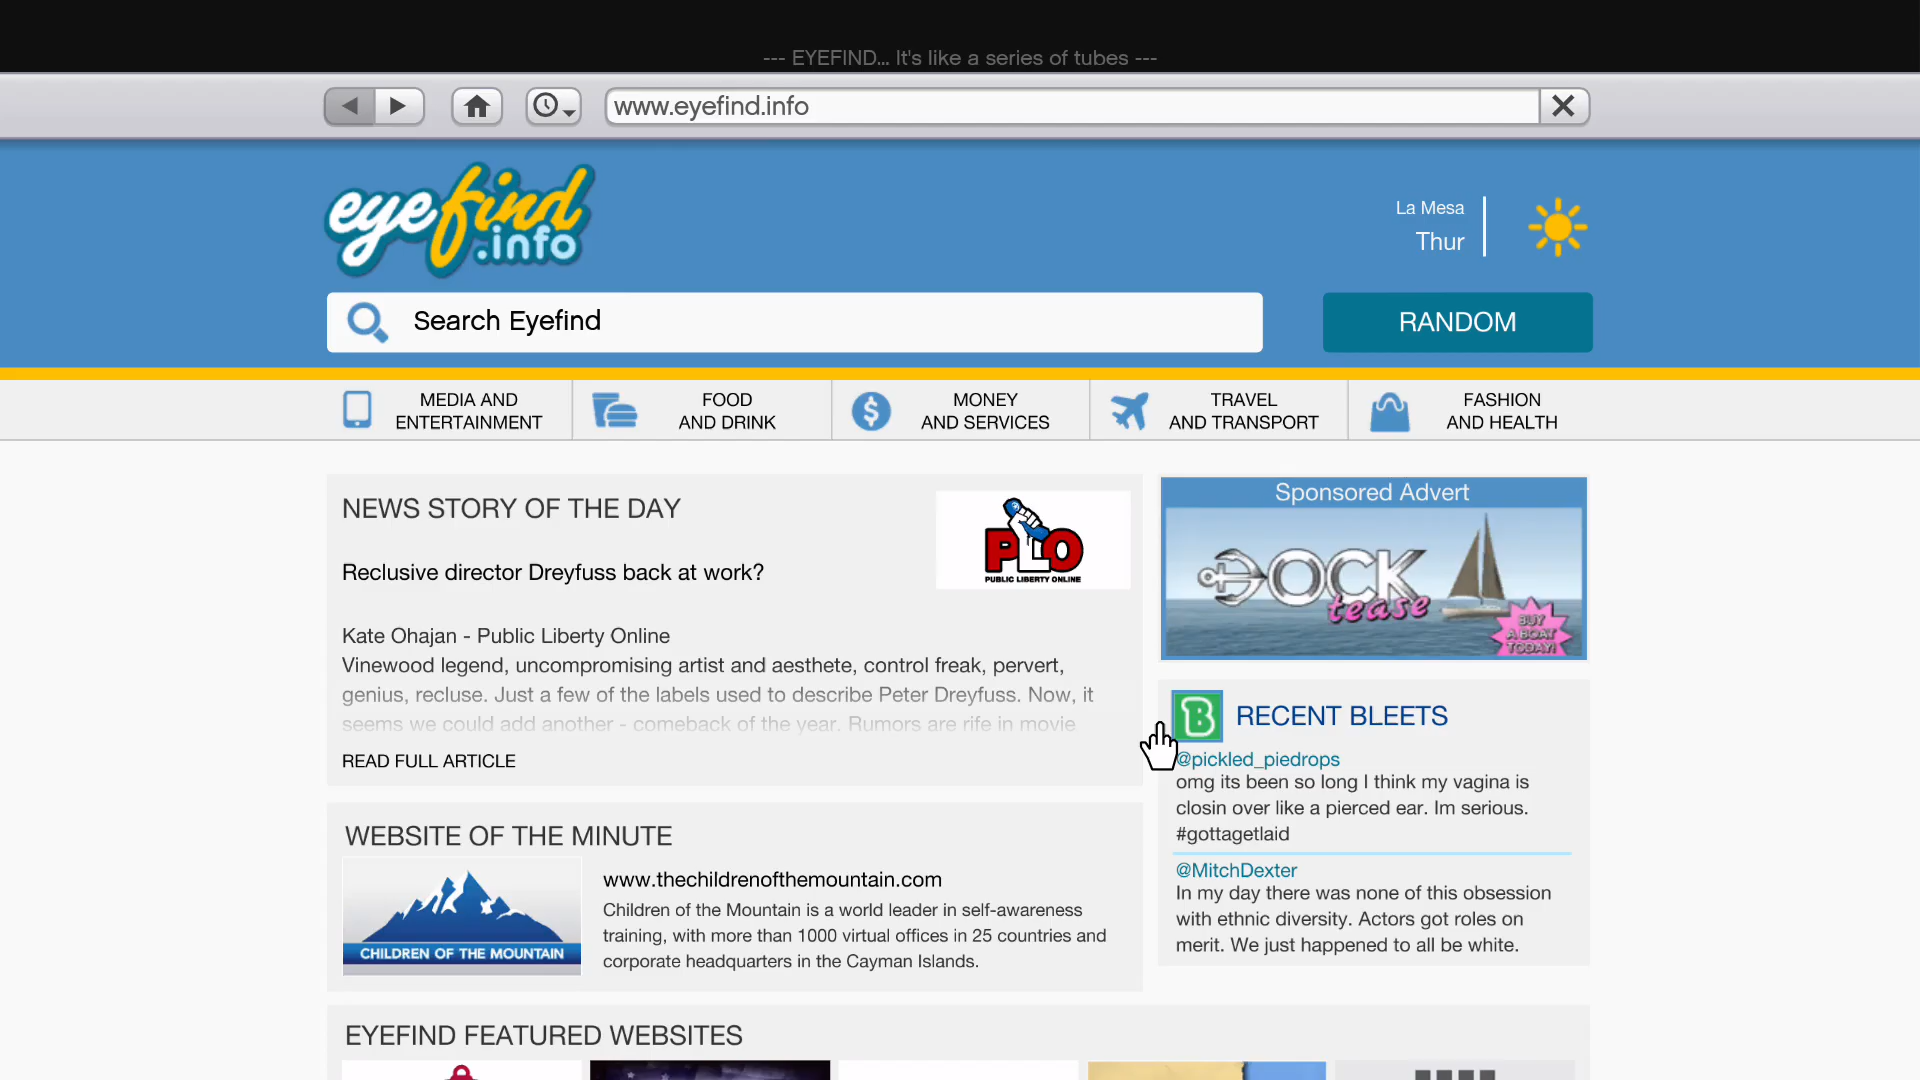 --- EYEFIND... It's like a series of tubes ---
www.eyefind.info
eyefind
.info
La Mesa
Thur
Search Eyefind
RANDOM
MEDIA AND
ENTERTAINMENT
FOOD
AND DRINK
MONEY
AND SERVICES
TRAVEL
AND TRANSPORT
FASHION
AND HEALTH
NEWS STORY OF THE DAY
PLO
PUBLIC LIBERTY ONLINE
Reclusive director Dreyfuss back at work?
Kate Ohajan - Public Liberty Online
Vinewood legend, uncompromising artist and aesthete, control freak, pervert,
genius, recluse. Just a few of the labels used to describe Peter Dreyfuss. Now, it
seems we could add another - comeback of the year. Rumors are rife in movie
READ FULL ARTICLE
Sponsored Advert
DOCK
tease
BUY
A BOAT
TODAY!
B
RECENT BLEETS
@pickled_piedrops
omg its been so long I think my vagina is
closin over like a pierced ear. Im serious.
#gottagetlaid
@MitchDexter
In my day there was none of this obsession
with ethnic diversity. Actors got roles on
merit. We just happened to all be white.
WEBSITE OF THE MINUTE
CHILDREN OF THE MOUNTAIN
www.thechildrenofthemountain.com
Children of the Mountain is a world leader in self-awareness
training, with more than 1000 virtual offices in 25 countries and
corporate headquarters in the Cayman Islands.
EYEFIND FEATURED WEBSITES